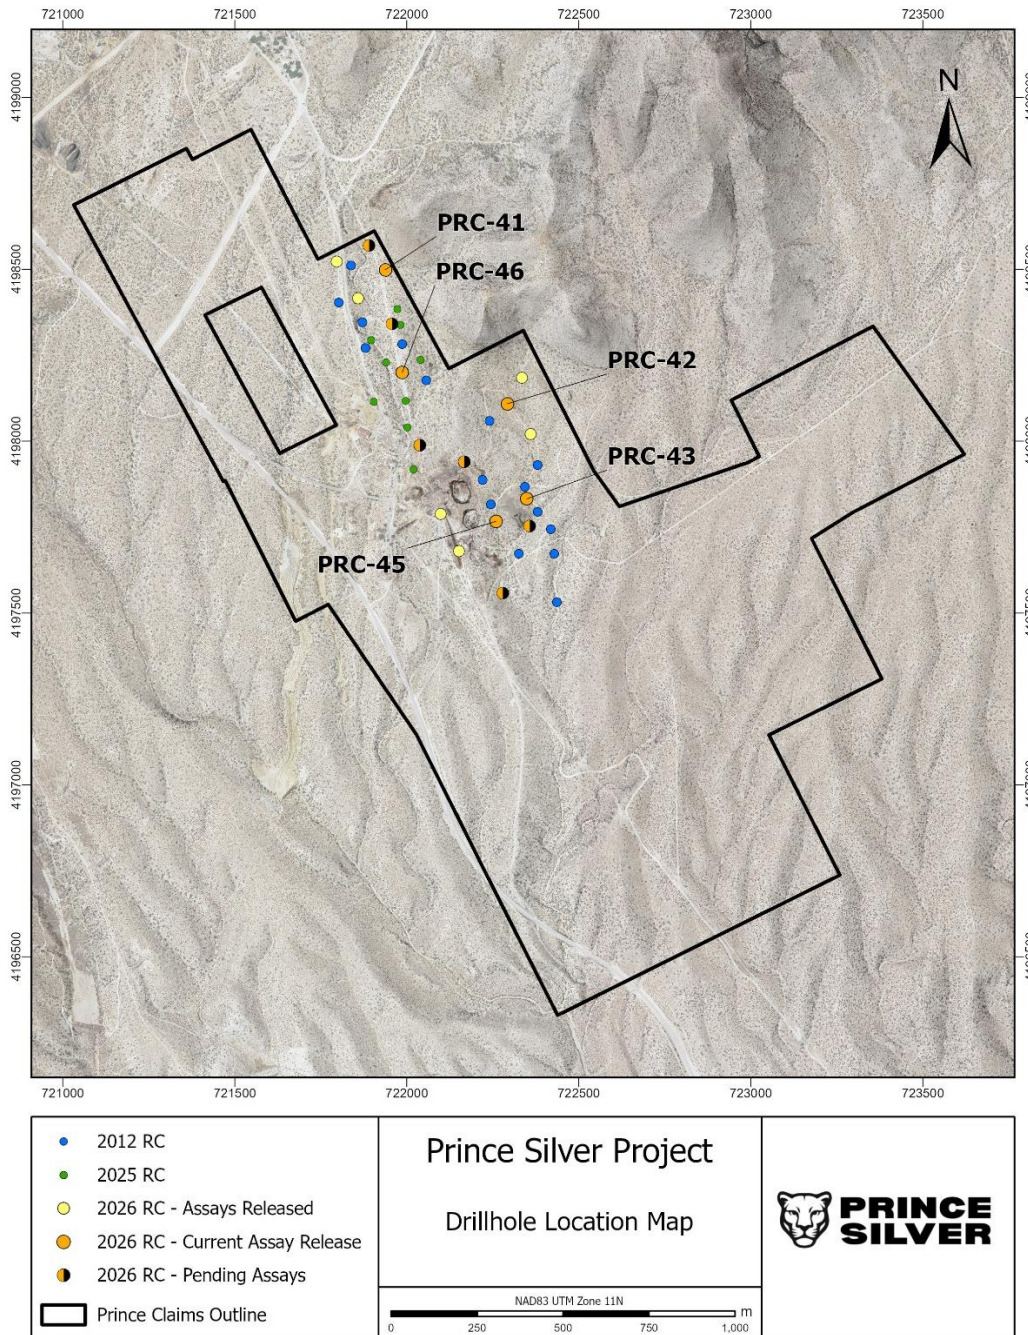 721000 721500 722000 722500 723000 723500
N
4199000
4198500
4198000
4197500
4197000
4196500
PRC-41
PRC-46
PRC-42
PRC-43
PRC-45
721000 721500 722000 722500 723000 723500
2012 RC
2025 RC
2026 RC - Assays Released
2026 RC - Current Assay Release
2026 RC - Pending Assays
Prince Claims Outline
Prince Silver Project
Drillhole Location Map
NAD83 UTM Zone 11N
m
0 250 500 750 1,000
PRINCE
SILVER